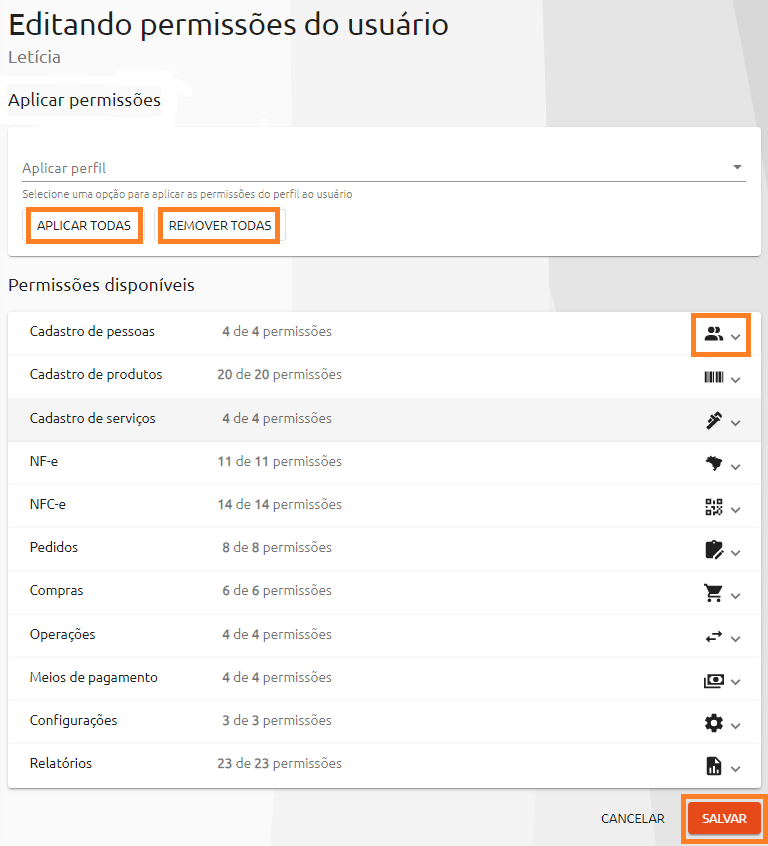 Editando permissões do usuário
Letícia
Aplicar permissões
Aplicar perfil
Selecione uma opção para aplicar as permissões do perfil ao usuário
APLICAR TODAS REMOVER TODAS
Permissões disponíveis
Cadastro de pessoas 4 de 4 permissões
Cadastro de produtos 20 de 20 permissões
Cadastro de serviços 4 de 4 permissões
NF-e 11 de 11 permissões
NFC-e 14 de 14 permissões
Pedidos 8 de 8 permissões
Compras 6 de 6 permissões
Operações 4 de 4 permissões
Meios de pagamento 4 de 4 permissões
Configurações 3 de 3 permissões
Relatórios 23 de 23 permissões
CANCELAR SALVAR